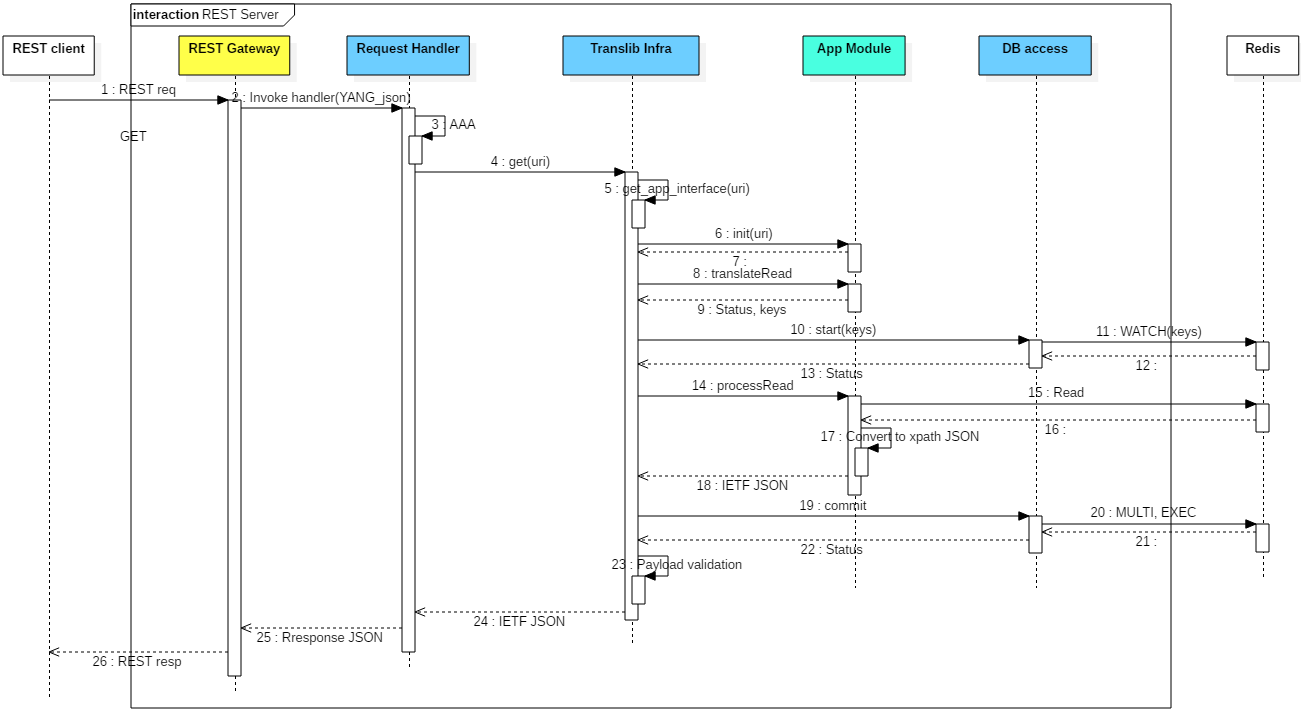 interaction REST Server
REST client
REST Gateway
Request Handler
Translib Infra
App Module
DB access
Redis
1 : REST req
2 : Invoke handler(YANG_json)
3 : AAA
GET
4 : get(uri)
5 : get_app_interface(uri)
6 : init(uri)
7 :
8 : translateRead
9 : Status, keys
10 : start(keys)
11 : WATCH(keys)
12 :
13 : Status
14 : processRead
15 : Read
16 :
17 : Convert to xpath JSON
18 : IETF JSON
19 : commit
20 : MULTI, EXEC
21 :
22 : Status
23 : Payload validation
24 : IETF JSON
25 : Rresponse JSON
26 : REST resp